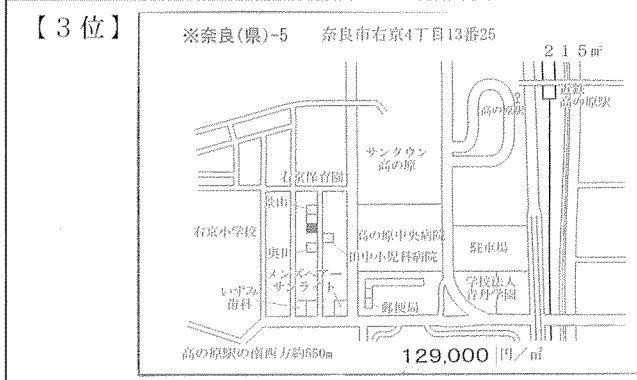 【3位】
※奈良(県)-5 奈良市右京4丁目13番25
215㎡
近鉄
高の原駅
高の原駅
サンタウン
高の原
右京保育園
景山
右京小学校
高の原中央病院
駐車場
奥田
田中小児科病院
メンズヘアー
サンライト
いずみ
歯科
学校法人
青丹学園
郵便局
高の原駅の南西方約550m
129,000 円/㎡